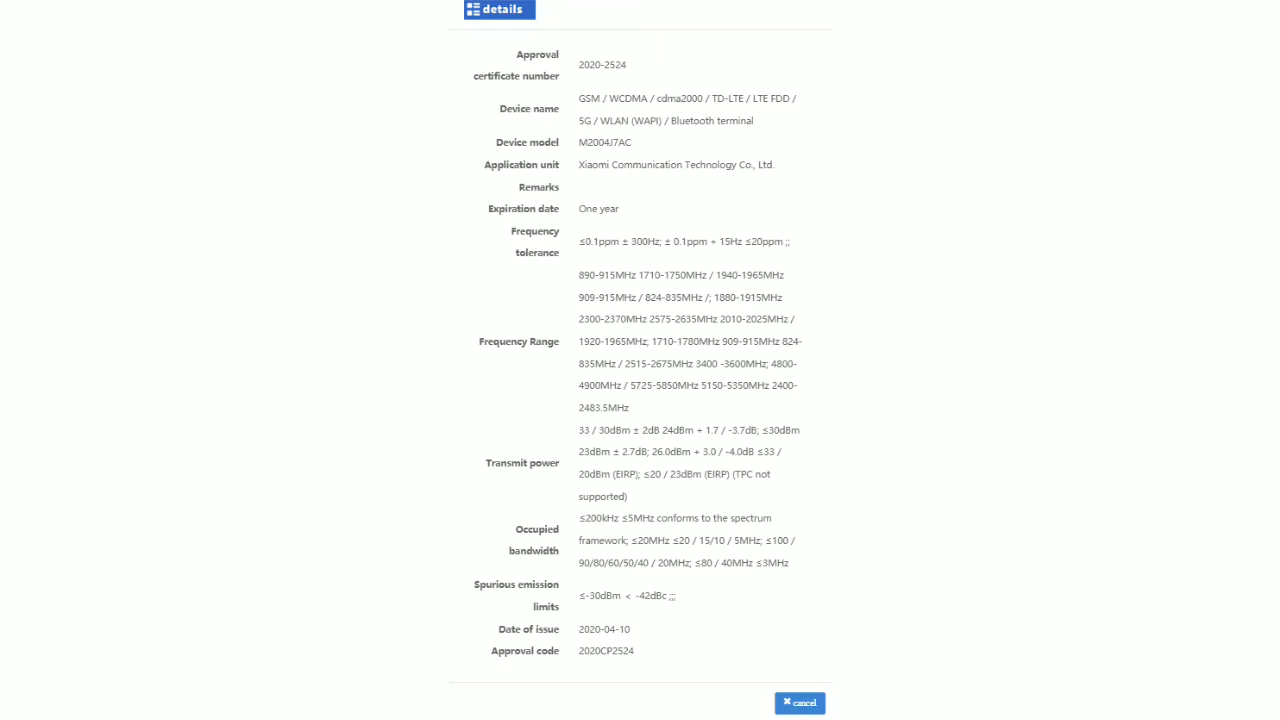 details
Approval
certificate number
2020-2524
Device name
GSM / WCDMA / cdma2000 / TD-LTE / LTE FDD /
5G / WLAN (WAPI) / Bluetooth terminal
Device model
M2004J7AC
Application unit
Xiaomi Communication Technology Co., Ltd.
Remarks
Expiration date
One year
Frequency
tolerance
≤0.1ppm ± 300Hz; ± 0.1ppm + 15Hz ≤20ppm ;;
Frequency Range
890-915MHz 1710-1750MHz / 1940-1965MHz
909-915MHz / 824-835MHz /; 1880-1915MHz
2300-2370MHz 2575-2635MHz 2010-2025MHz /
1920-1965MHz; 1710-1780MHz 909-915MHz 824-
835MHz / 2515-2675MHz 3400 -3600MHz; 4800-
4900MHz / 5725-5850MHz 5150-5350MHz 2400-
2483.5MHz
Transmit power
33 / 30dBm ± 2dB 24dBm + 1.7 / -3.7dB; ≤30dBm
23dBm ± 2.7dB; 26.0dBm + 3.0 / -4.0dB ≤33 /
20dBm (EIRP); ≤20 / 23dBm (EIRP) (TPC not
supported)
Occupied
bandwidth
≤200kHz ≤5MHz conforms to the spectrum
framework; ≤20MHz ≤20 / 15/10 / 5MHz; ≤100 /
90/80/60/50/40 / 20MHz; ≤80 / 40MHz ≤3MHz
Spurious emission
limits
≤-30dBm < -42dBc ;;;
Date of issue
2020-04-10
Approval code
2020CP2524
cancel